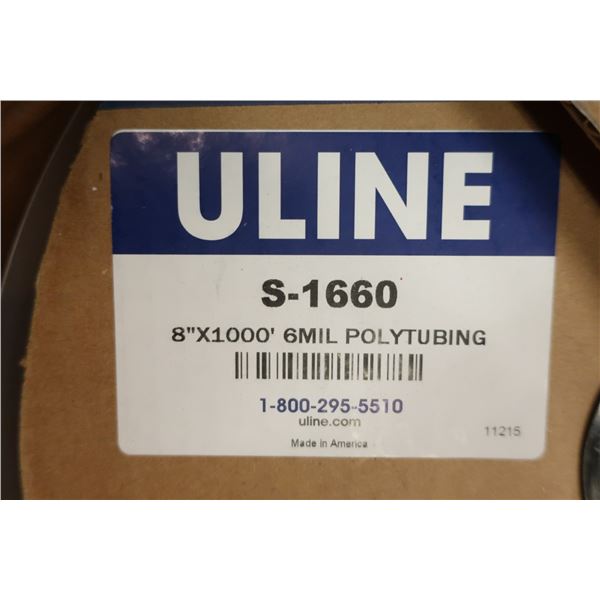 ULINE
S-1660
8"X1000' 6MIL POLYTUBING
1-800-295-5510
uline.com
Made in America
11215